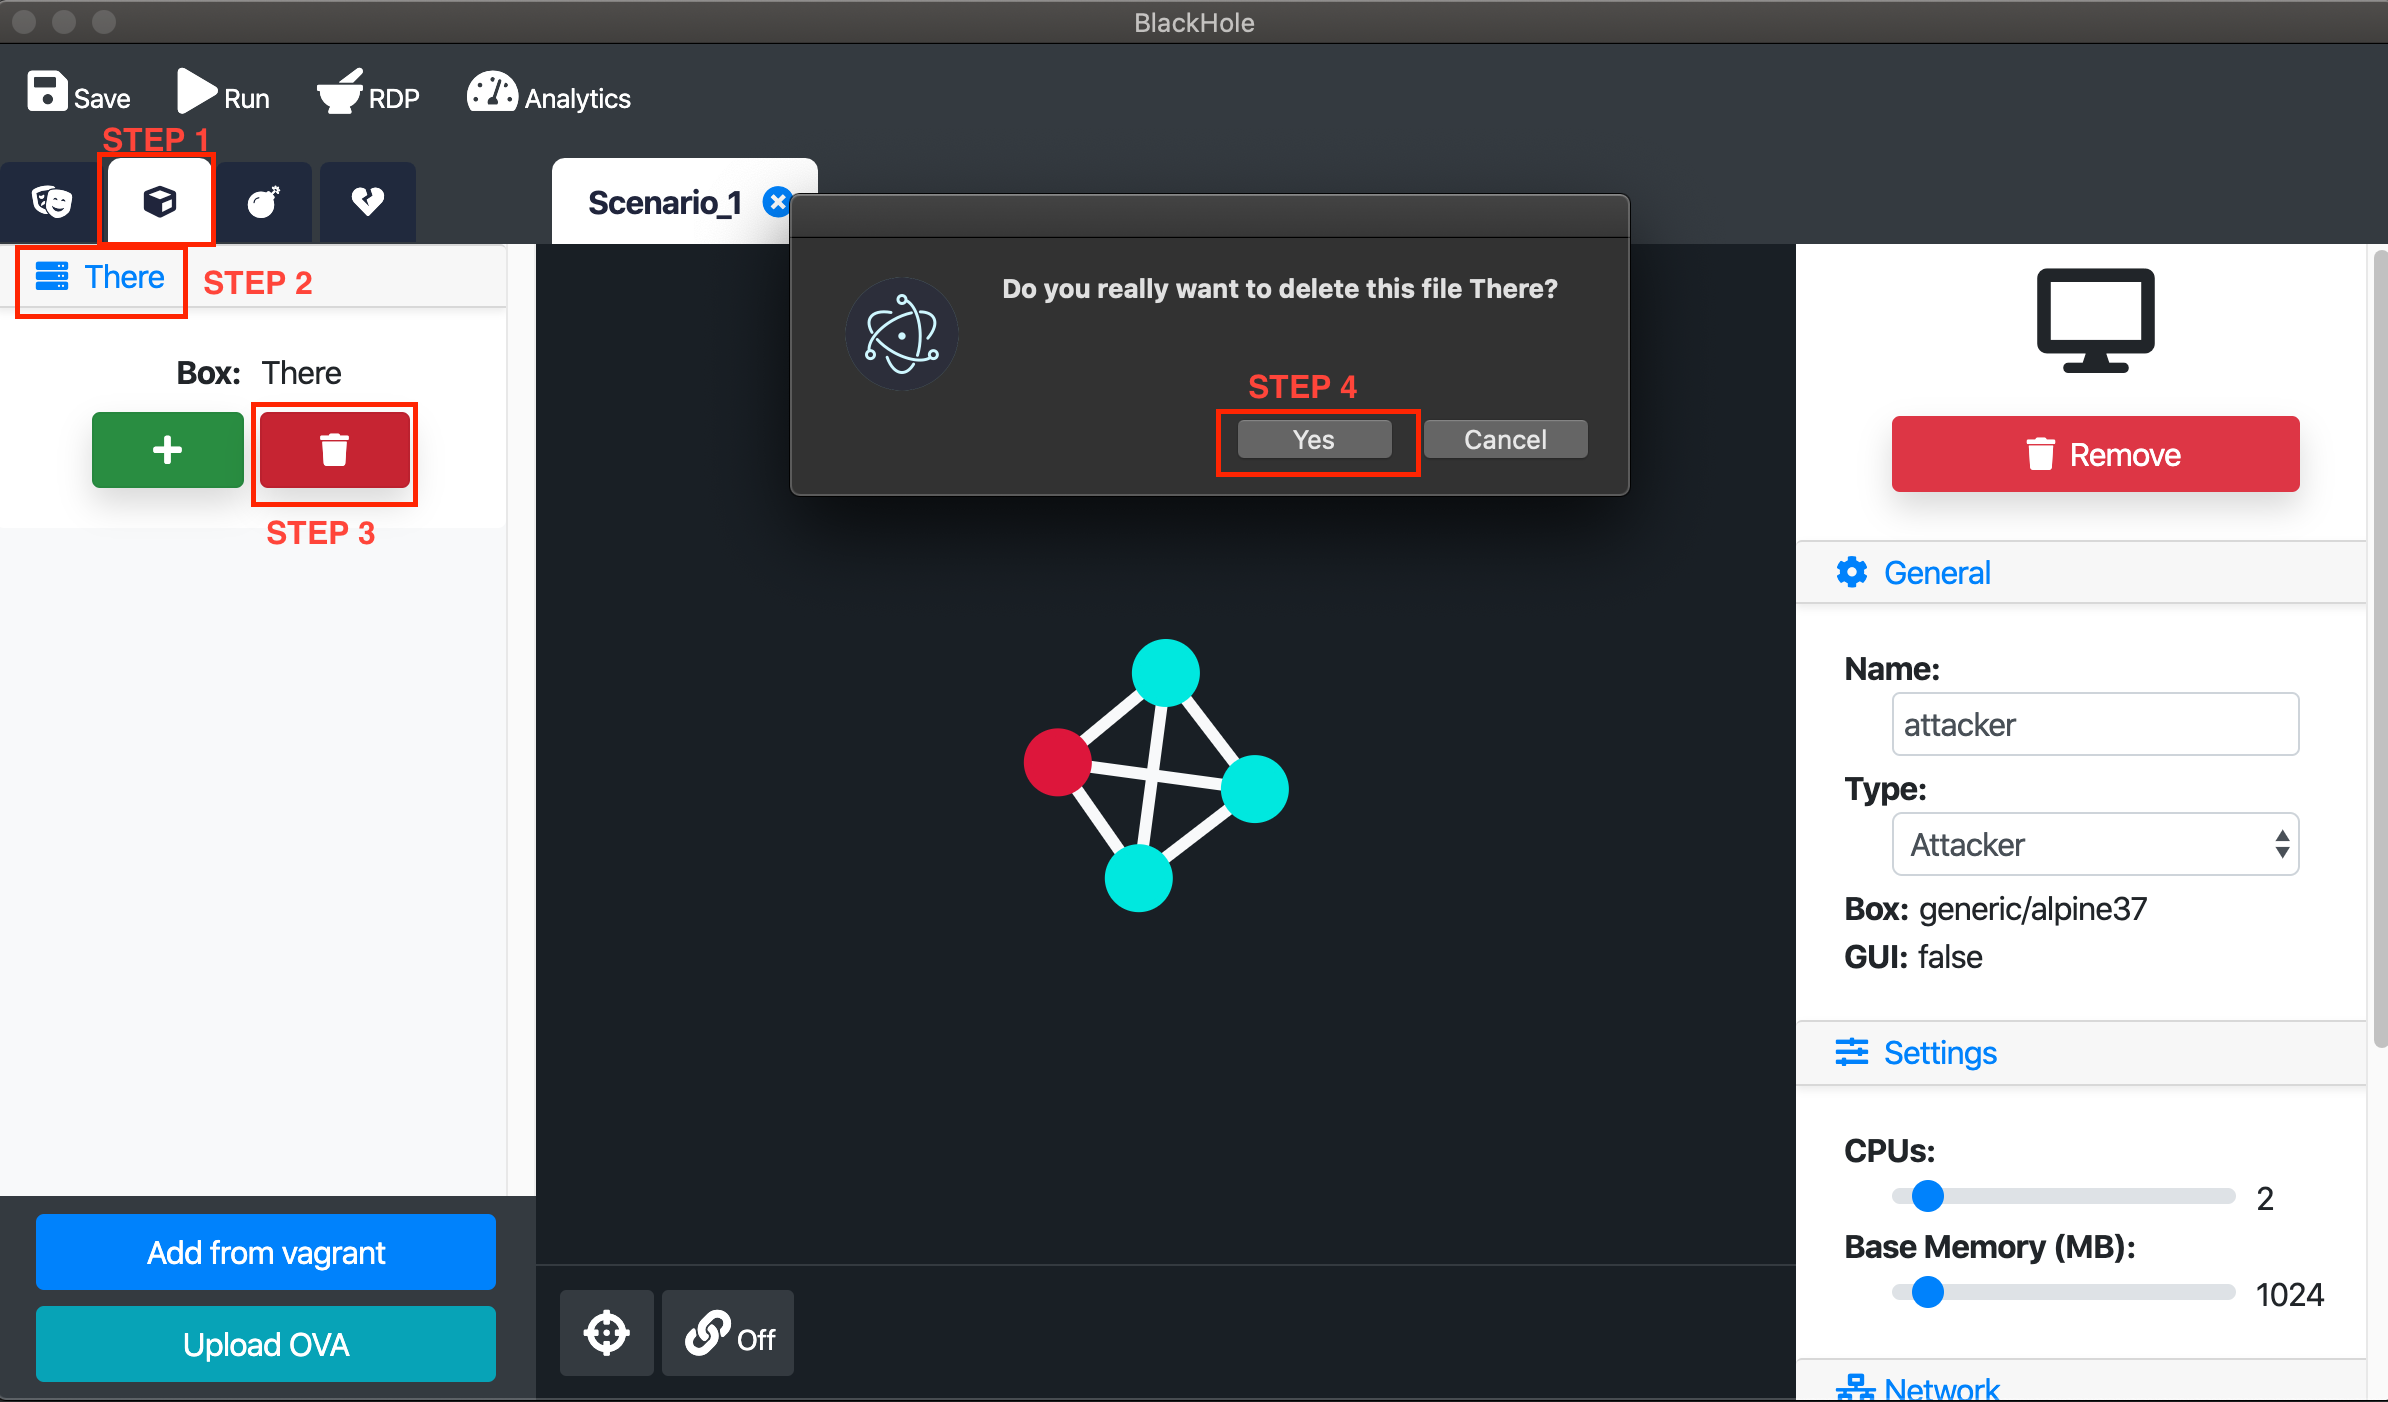 BlackHole
Save
Run
RDP
Analytics
STEP 1
Scenario_1
There
STEP 2
Box: There
STEP 3
Do you really want to delete this file There?
STEP 4
Yes
Cancel
Remove
General
Name:
attacker
Type:
Attacker
Box: generic/alpine37
GUI: false
Settings
CPUs:
2
Base Memory (MB):
1024
Network
Add from vagrant
Upload OVA
Off